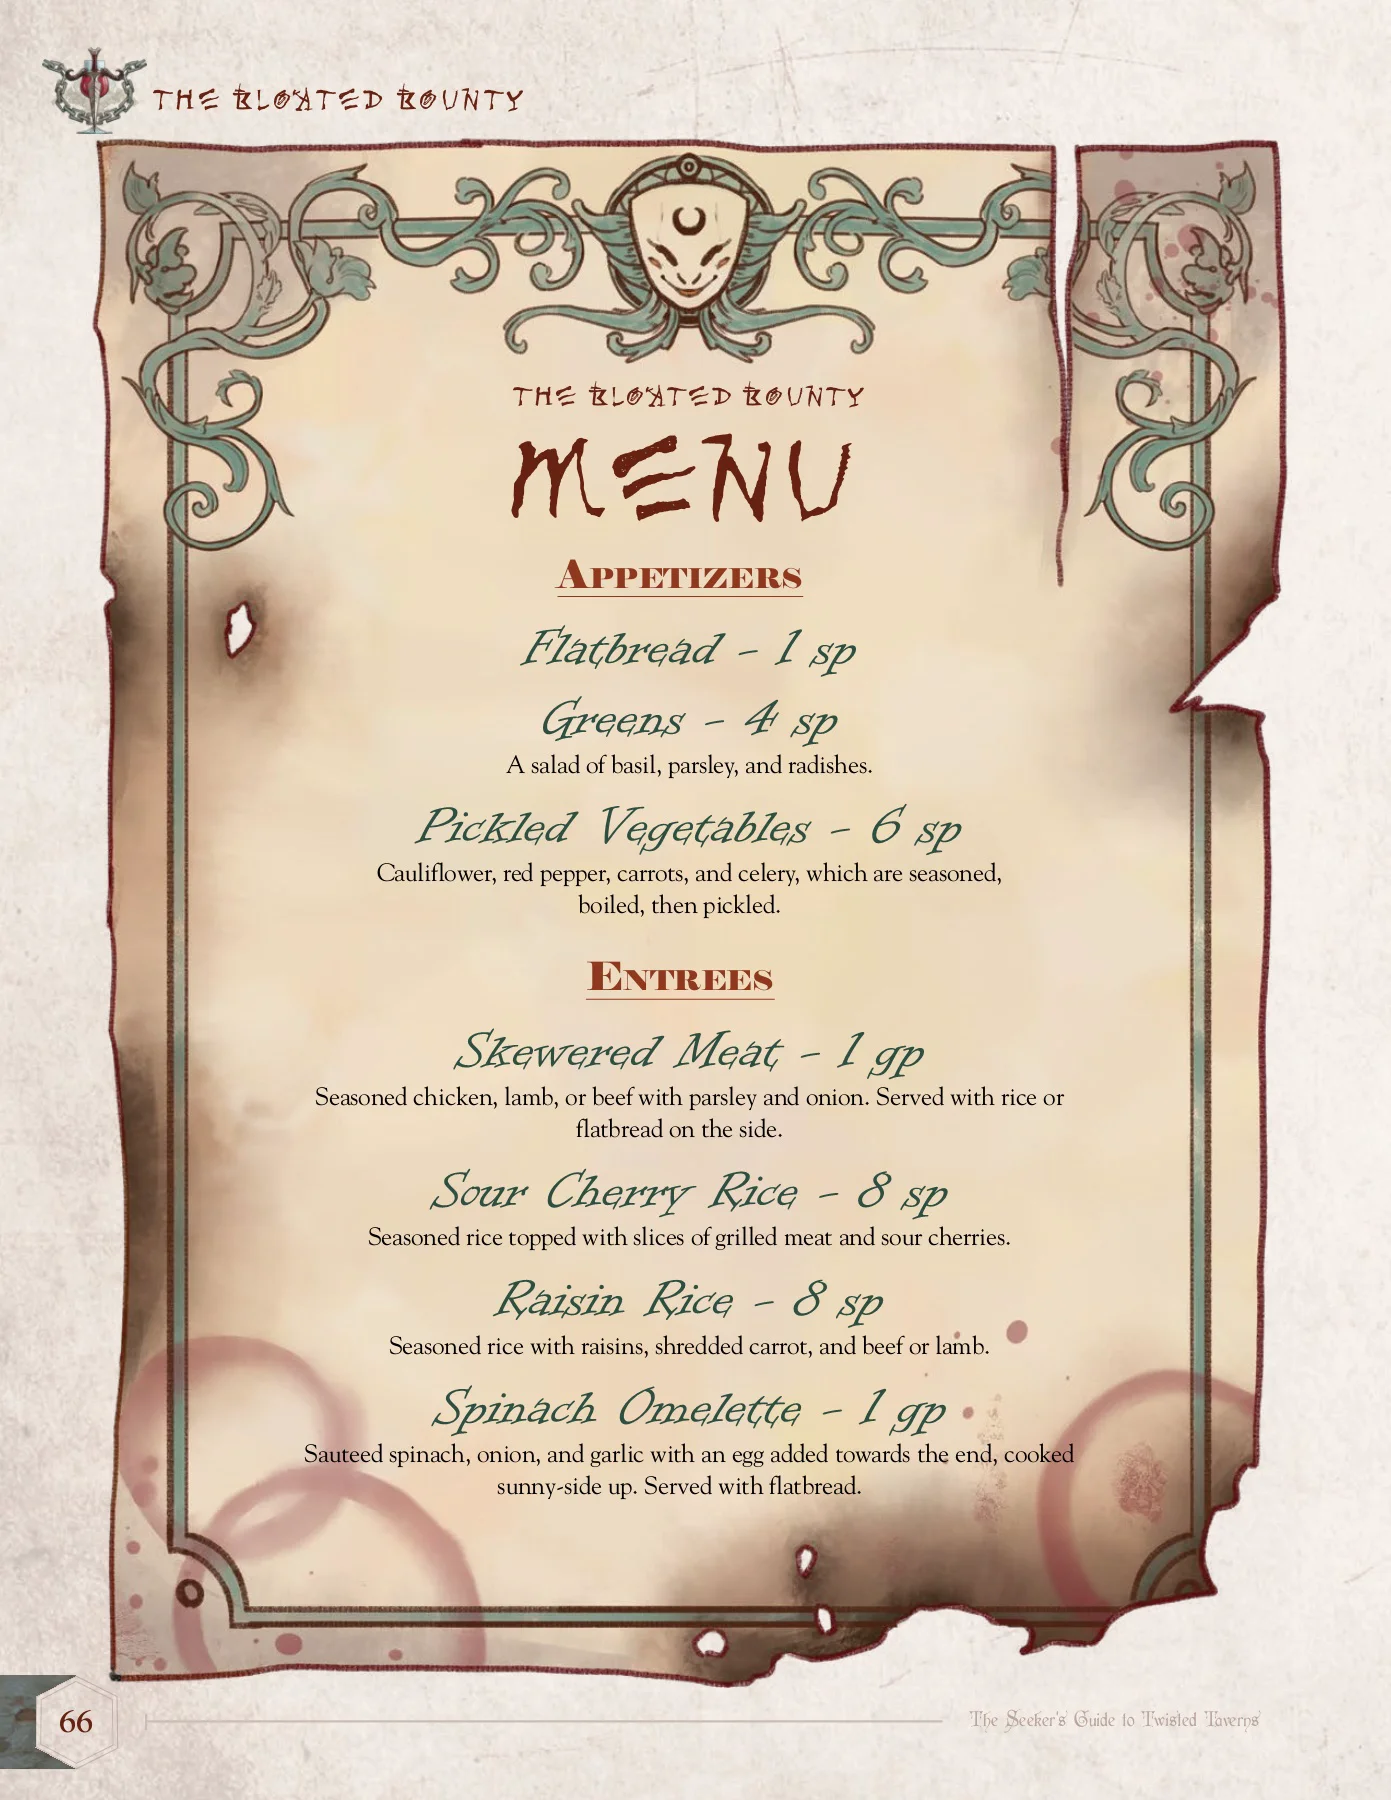 THE BLOATED BOUNTY
THE BLOATED BOUNTY
MENU
APPETIZERS
Flatbread - 1 sp
Greens - 4 sp
A salad of basil, parsley, and radishes.
Pickled Vegetables - 6 sp
Cauliflower, red pepper, carrots, and celery, which are seasoned,
boiled, then pickled.
ENTREES
Skewered Meat - 1 gp
Seasoned chicken, lamb, or beef with parsley and onion. Served with rice or
flatbread on the side.
Sour Cherry Rice - 8 sp
Seasoned rice topped with slices of grilled meat and sour cherries.
Raisin Rice - 8 sp
Seasoned rice with raisins, shredded carrot, and beef or lamb.
Spinach Omelette - 1 gp
Sauteed spinach, onion, and garlic with an egg added towards the end, cooked
sunny-side up. Served with flatbread.
66
The Seeker's Guide to Twisted Taverns